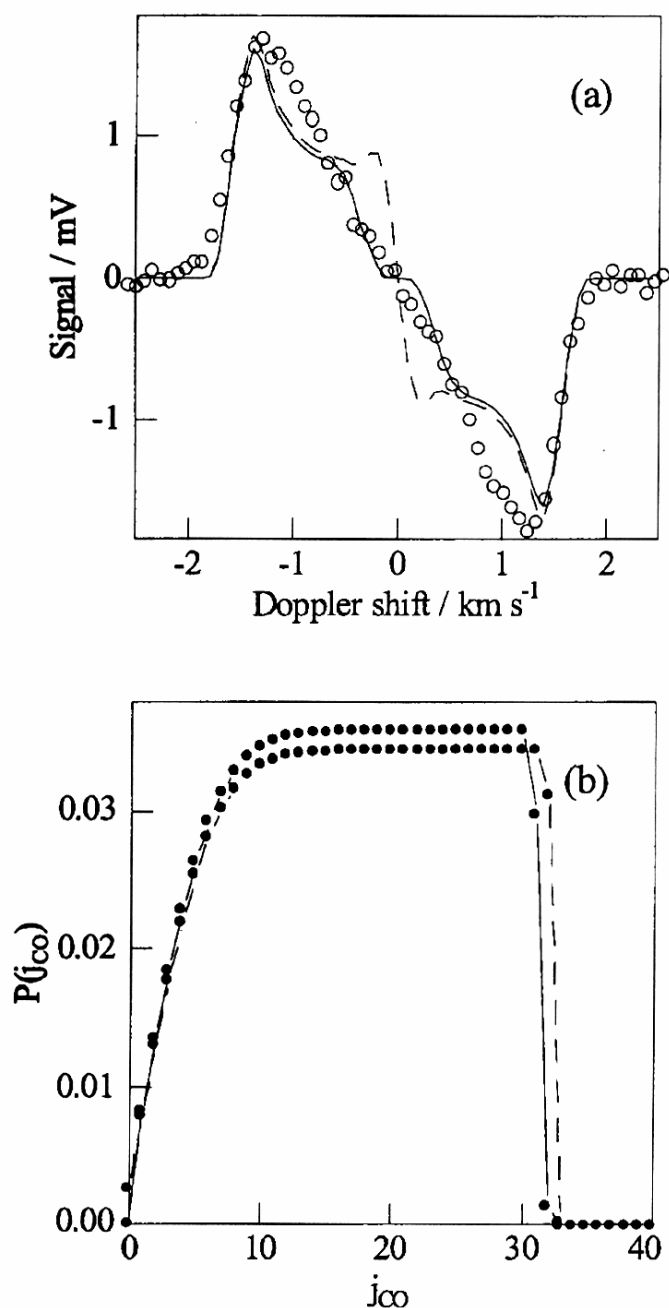 (a)
1
0
-1
Signal / mV
-2 -1 0 1 2
Doppler shift / km s⁻¹
(b)
0.03
0.02
0.01
0.00
P(jCO)
0 10 20 30 40
jCO